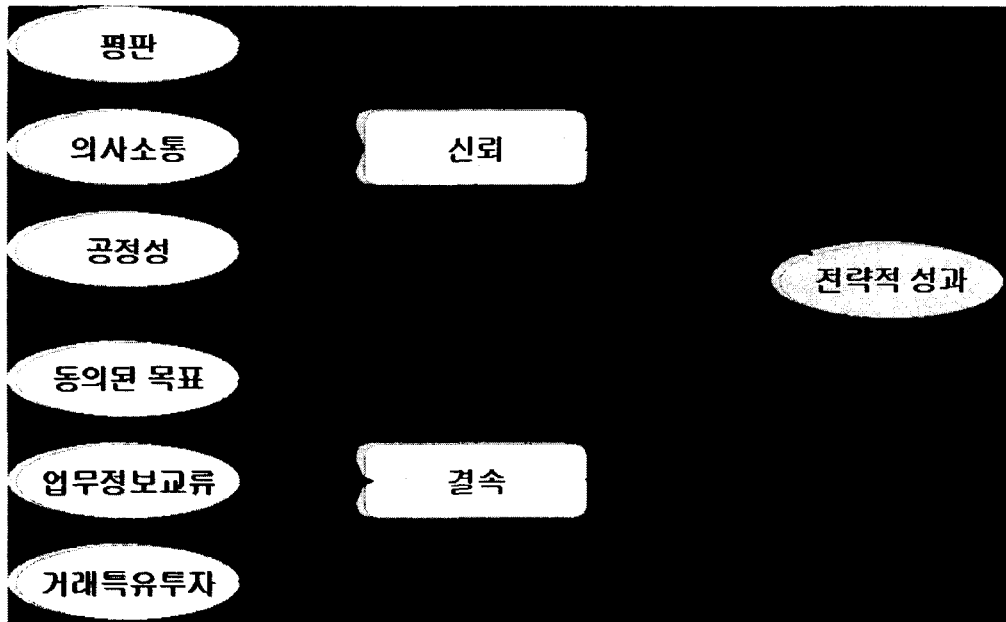 평판
의사소통
신뢰
공정성
전략적 성과
동의된 목표
업무정보교류
결속
거래특유투자